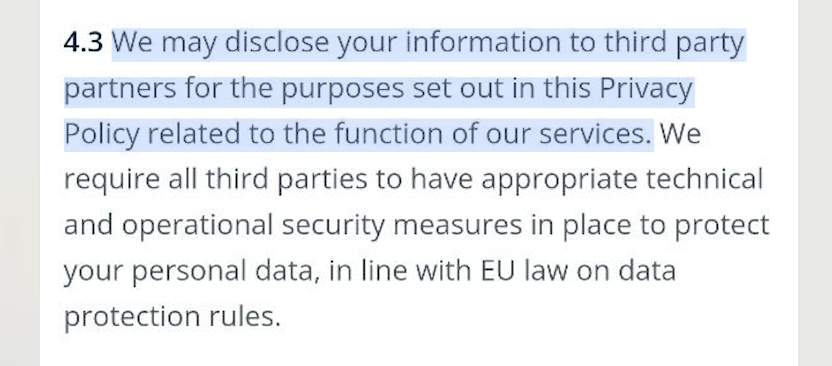 4.3 We may disclose your information to third party
partners for the purposes set out in this Privacy
Policy related to the function of our services. We
require all third parties to have appropriate technical
and operational security measures in place to protect
your personal data, in line with EU law on data
protection rules.